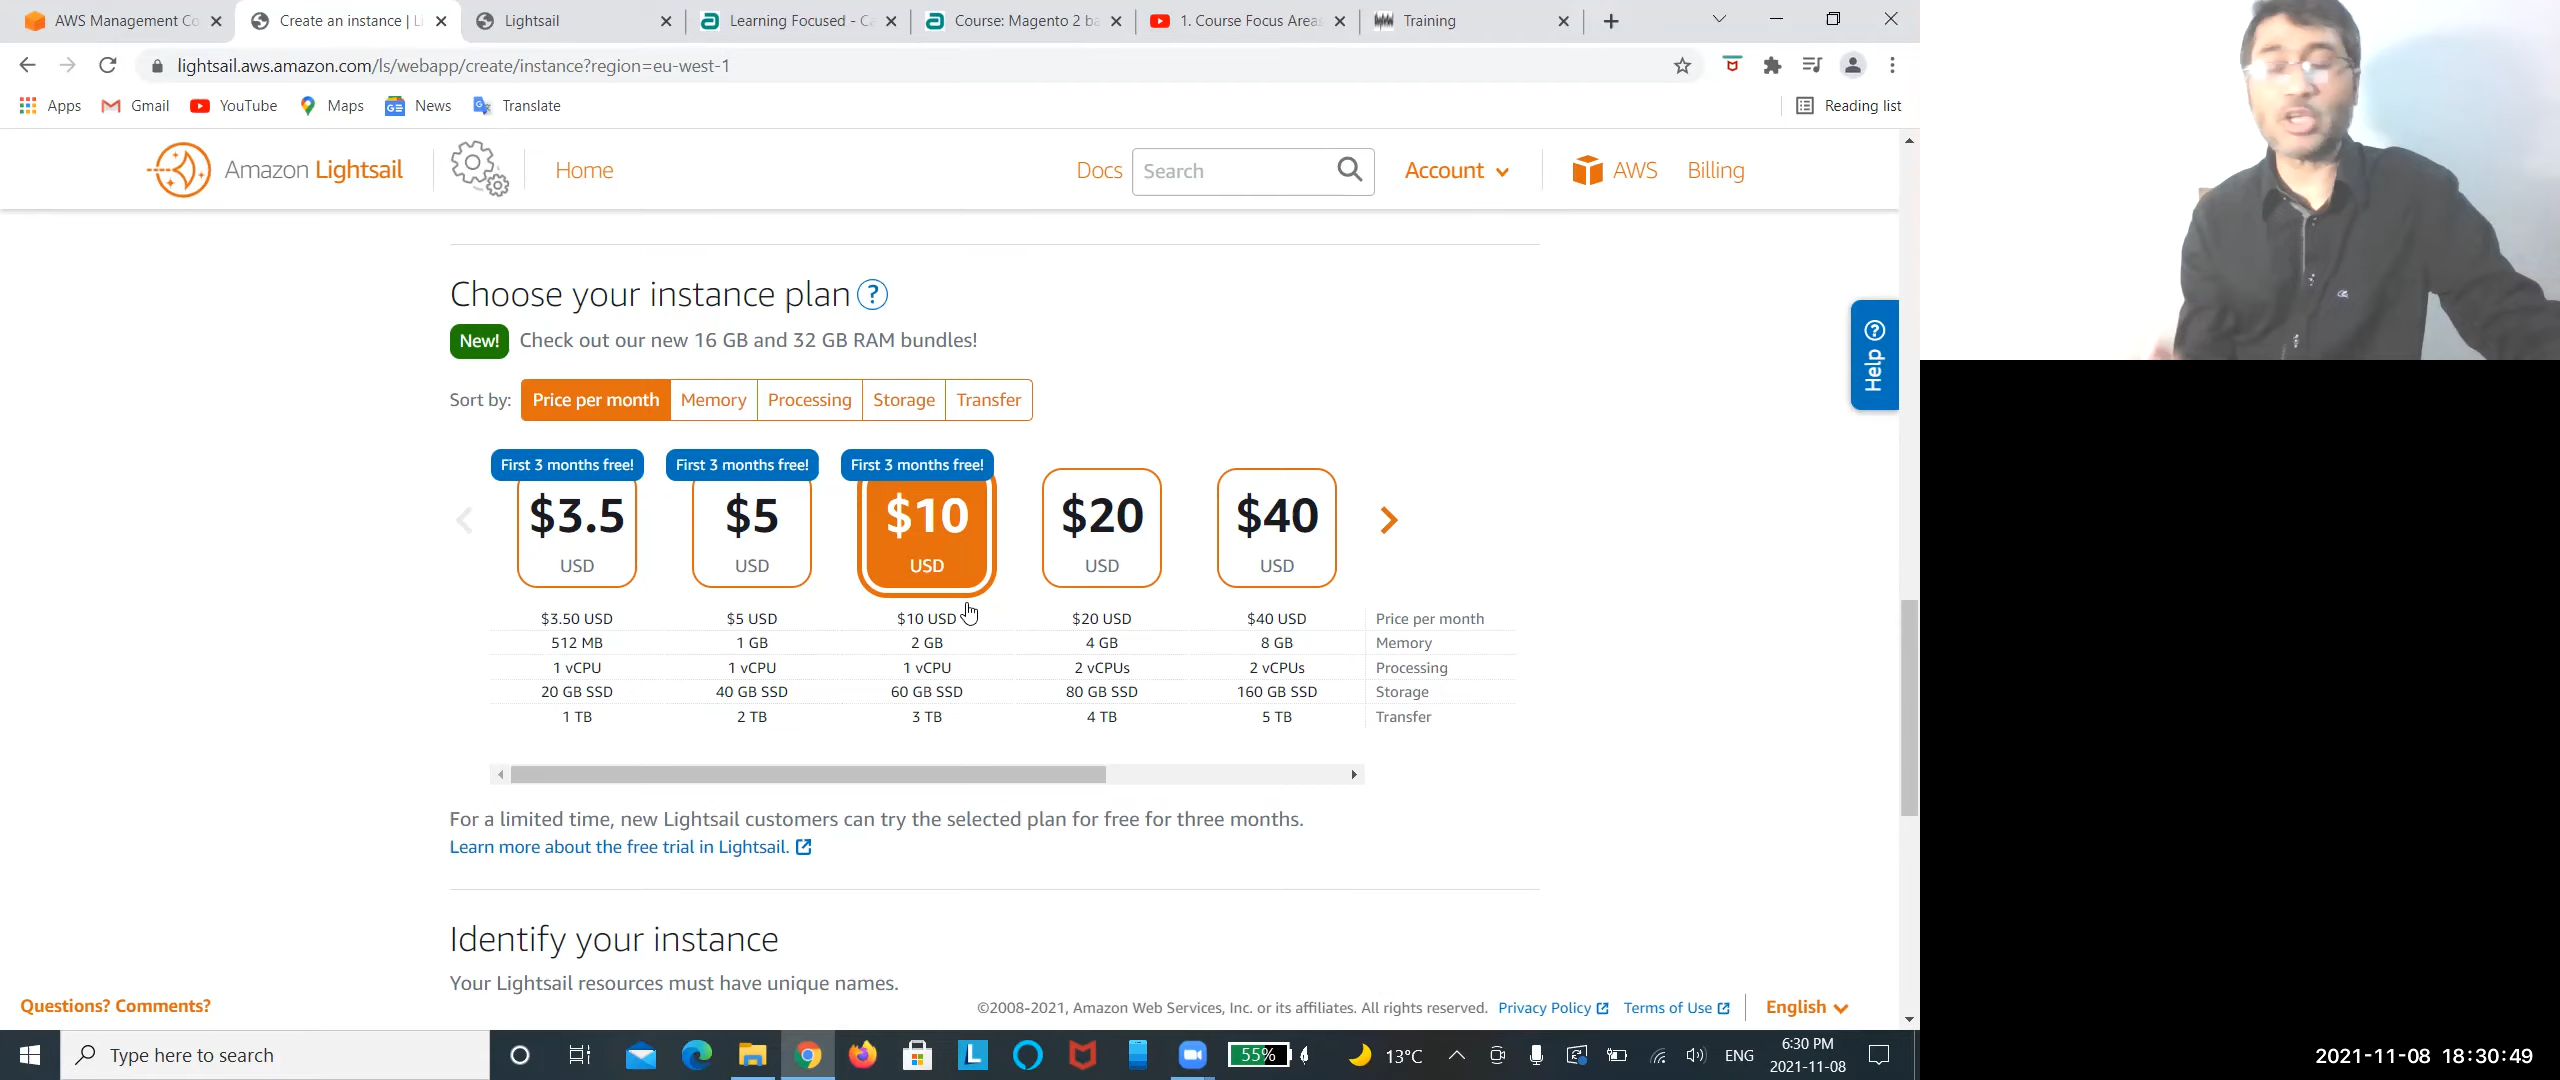 AWS Management Co
Create an instance | Li
Lightsail
Learning Focused - Ca
Course: Magento 2 ba
1. Course Focus Areas
Training
lightsail.aws.amazon.com/ls/webapp/create/instance?region=eu-west-1
Apps
Gmail
YouTube
Maps
News
Translate
Reading list
Amazon Lightsail
Home
Docs
Search
Account
AWS
Billing
Choose your instance plan ?
New! Check out our new 16 GB and 32 GB RAM bundles!
Help ?
Sort by: Price per month Memory Processing Storage Transfer
First 3 months free! First 3 months free! First 3 months free!
$3.5 $5 $10 $20 $40
USD USD USD USD USD
$3.50 USD $5 USD $10 USD $20 USD $40 USD Price per month
512 MB 1 GB 2 GB 4 GB 8 GB Memory
1 vCPU 1 vCPU 1 vCPU 2 vCPUs 2 vCPUs Processing
20 GB SSD 40 GB SSD 60 GB SSD 80 GB SSD 160 GB SSD Storage
1 TB 2 TB 3 TB 4 TB 5 TB Transfer
For a limited time, new Lightsail customers can try the selected plan for free for three months.
Learn more about the free trial in Lightsail.
Identify your instance
Your Lightsail resources must have unique names.
Questions? Comments?
©2008-2021, Amazon Web Services, Inc. or its affiliates. All rights reserved. Privacy Policy Terms of Use English
Type here to search
L
55%
13°C
ENG
6:30 PM
2021-11-08
2021-11-08 18:30:49